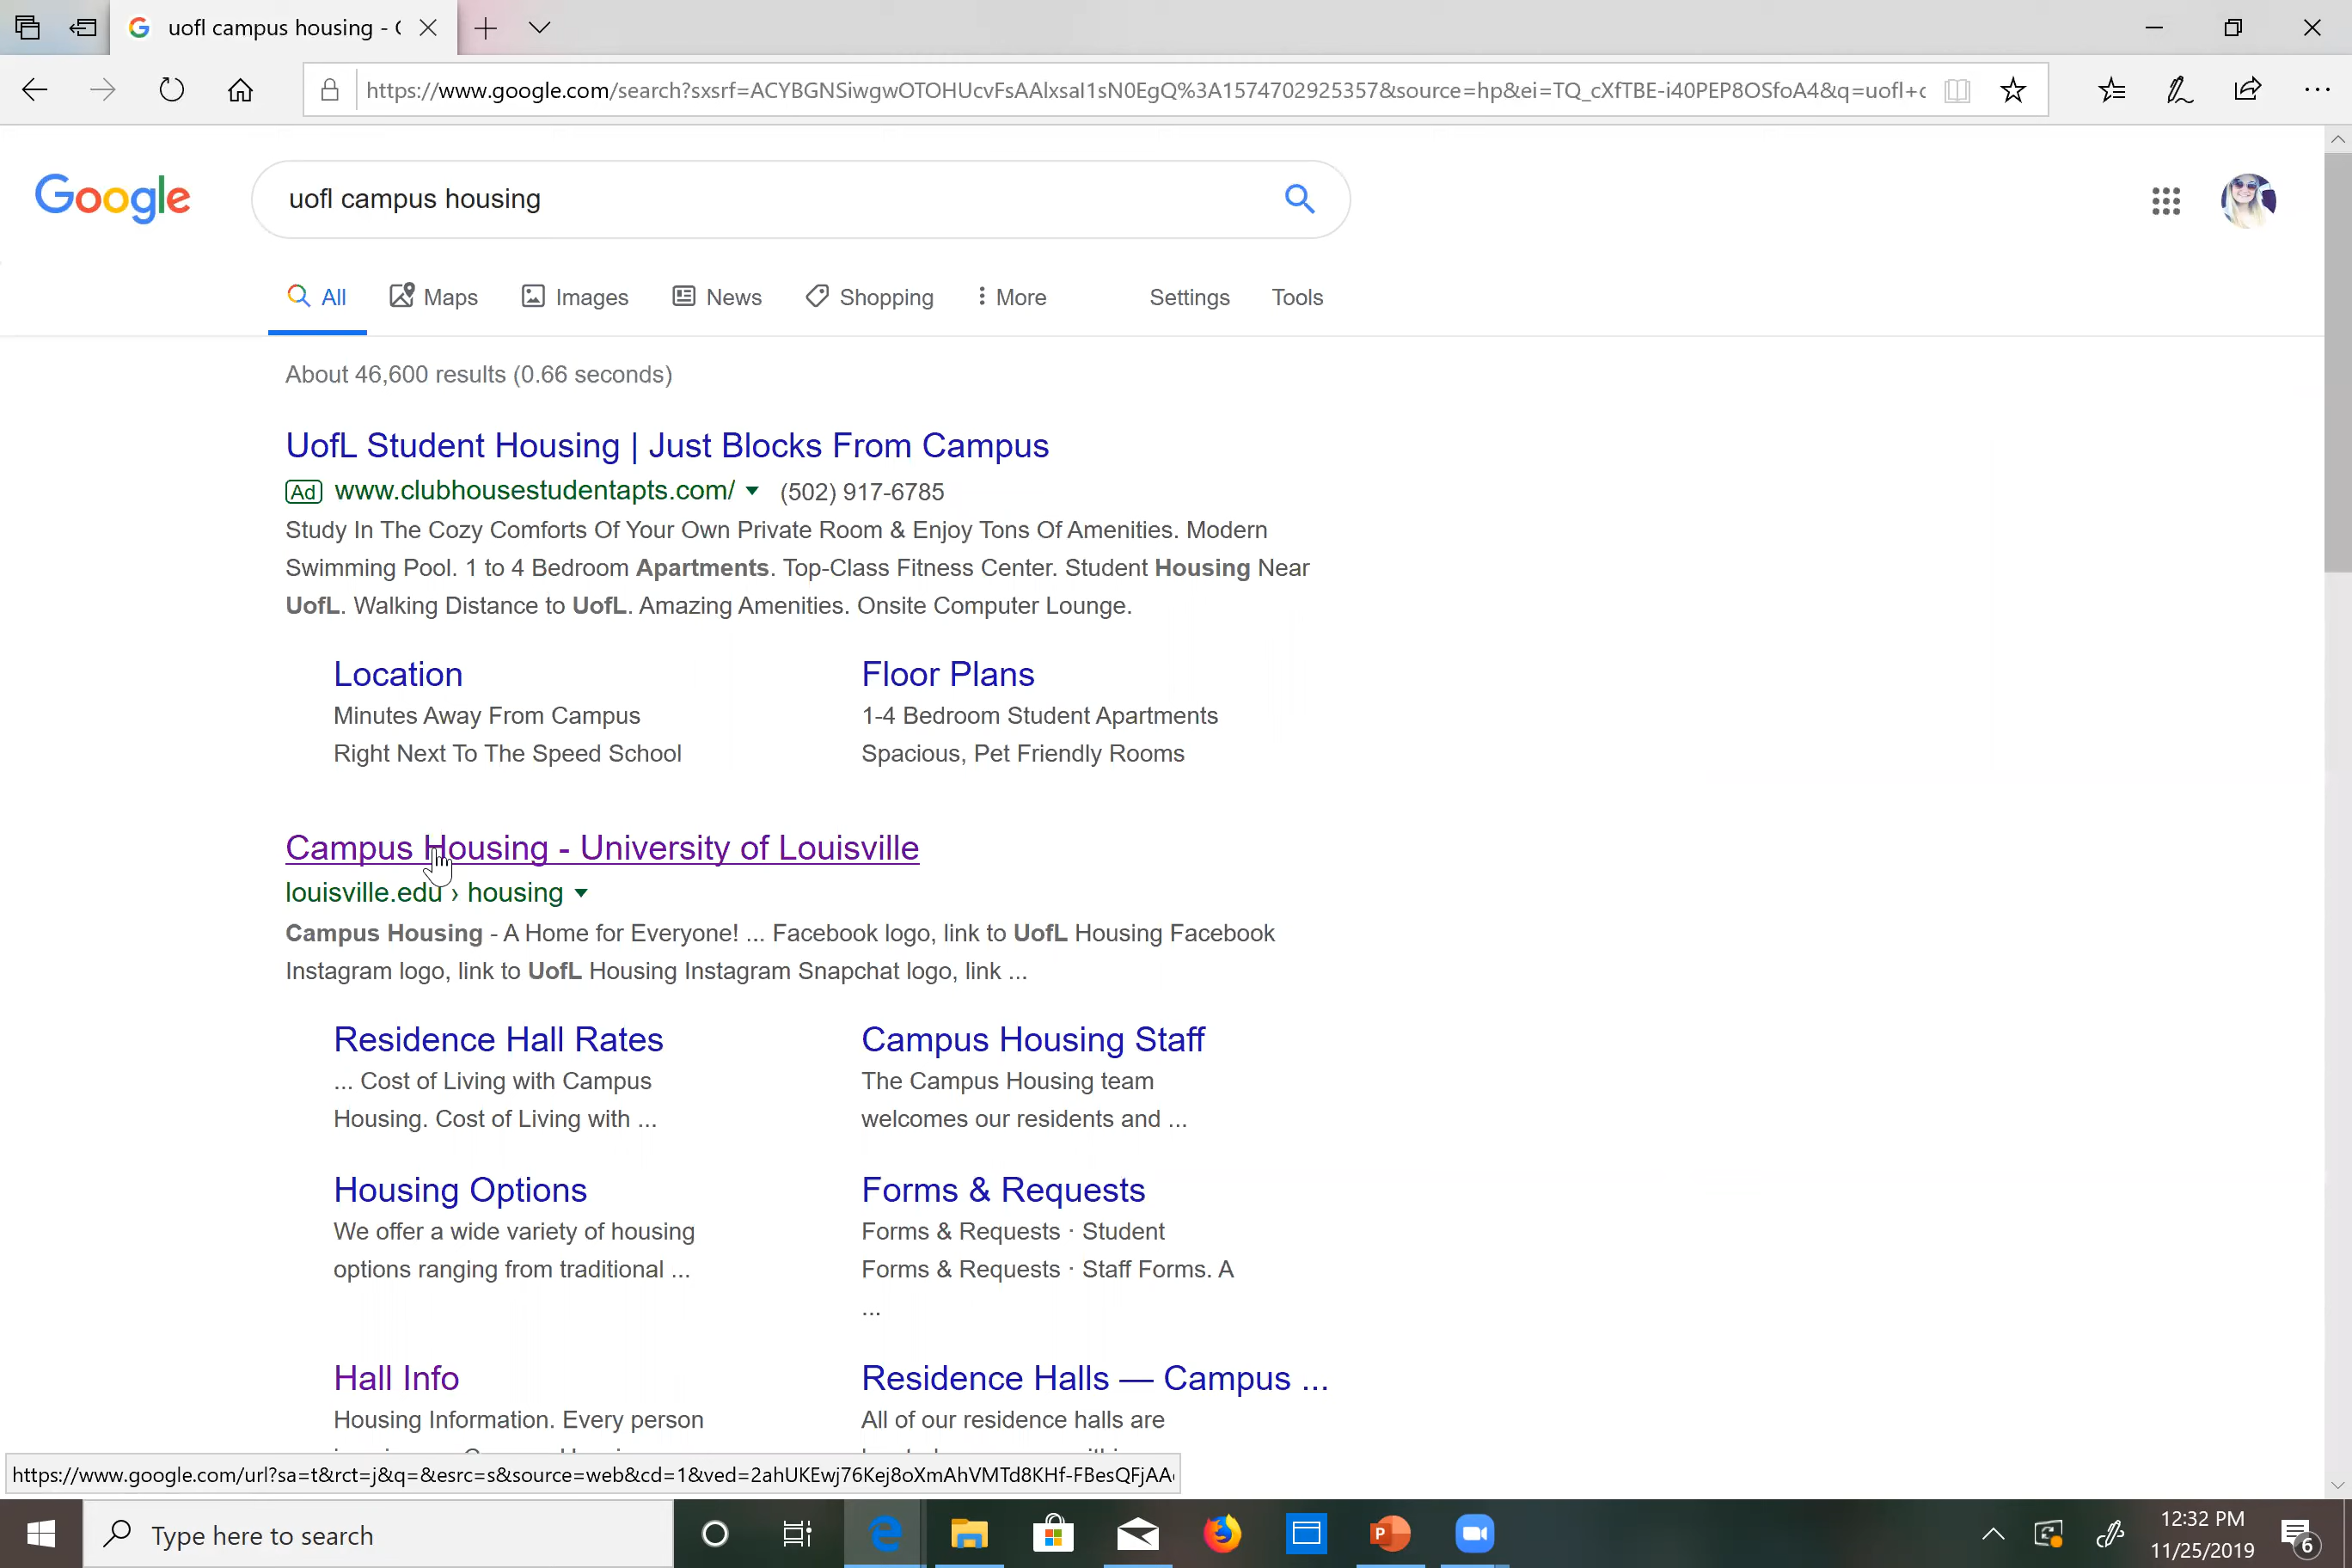 uofl campus housing - (
https://www.google.com/search?sxsrf=ACYBGNSiwgwOTOHUcvFsAAlxsaI1sN0EgQ%3A1574702925357&source=hp&ei=TQ_cXfTBE-i40PEP8OSfoA4&q=uofl+c
Google
uofl campus housing
All Maps Images News Shopping More Settings Tools
About 46,600 results (0.66 seconds)
UofL Student Housing | Just Blocks From Campus
Ad www.clubhousestudentapts.com/ (502) 917-6785
Study In The Cozy Comforts Of Your Own Private Room & Enjoy Tons Of Amenities. Modern
Swimming Pool. 1 to 4 Bedroom Apartments. Top-Class Fitness Center. Student Housing Near
UofL. Walking Distance to UofL. Amazing Amenities. Onsite Computer Lounge.
Location
Minutes Away From Campus
Right Next To The Speed School
Floor Plans
1-4 Bedroom Student Apartments
Spacious, Pet Friendly Rooms
Campus Housing - University of Louisville
louisville.edu › housing
Campus Housing - A Home for Everyone! ... Facebook logo, link to UofL Housing Facebook
Instagram logo, link to UofL Housing Instagram Snapchat logo, link ...
Residence Hall Rates
... Cost of Living with Campus
Housing. Cost of Living with ...
Campus Housing Staff
The Campus Housing team
welcomes our residents and ...
Housing Options
We offer a wide variety of housing
options ranging from traditional ...
Forms & Requests
Forms & Requests · Student
Forms & Requests · Staff Forms. A
...
Hall Info
Housing Information. Every person
Residence Halls — Campus ...
All of our residence halls are
https://www.google.com/url?sa=t&rct=j&q=&esrc=s&source=web&cd=1&ved=2ahUKEwj76Kej8oXmAhVMTd8KHf-FBesQFjAA
Type here to search
12:32 PM
11/25/2019
6